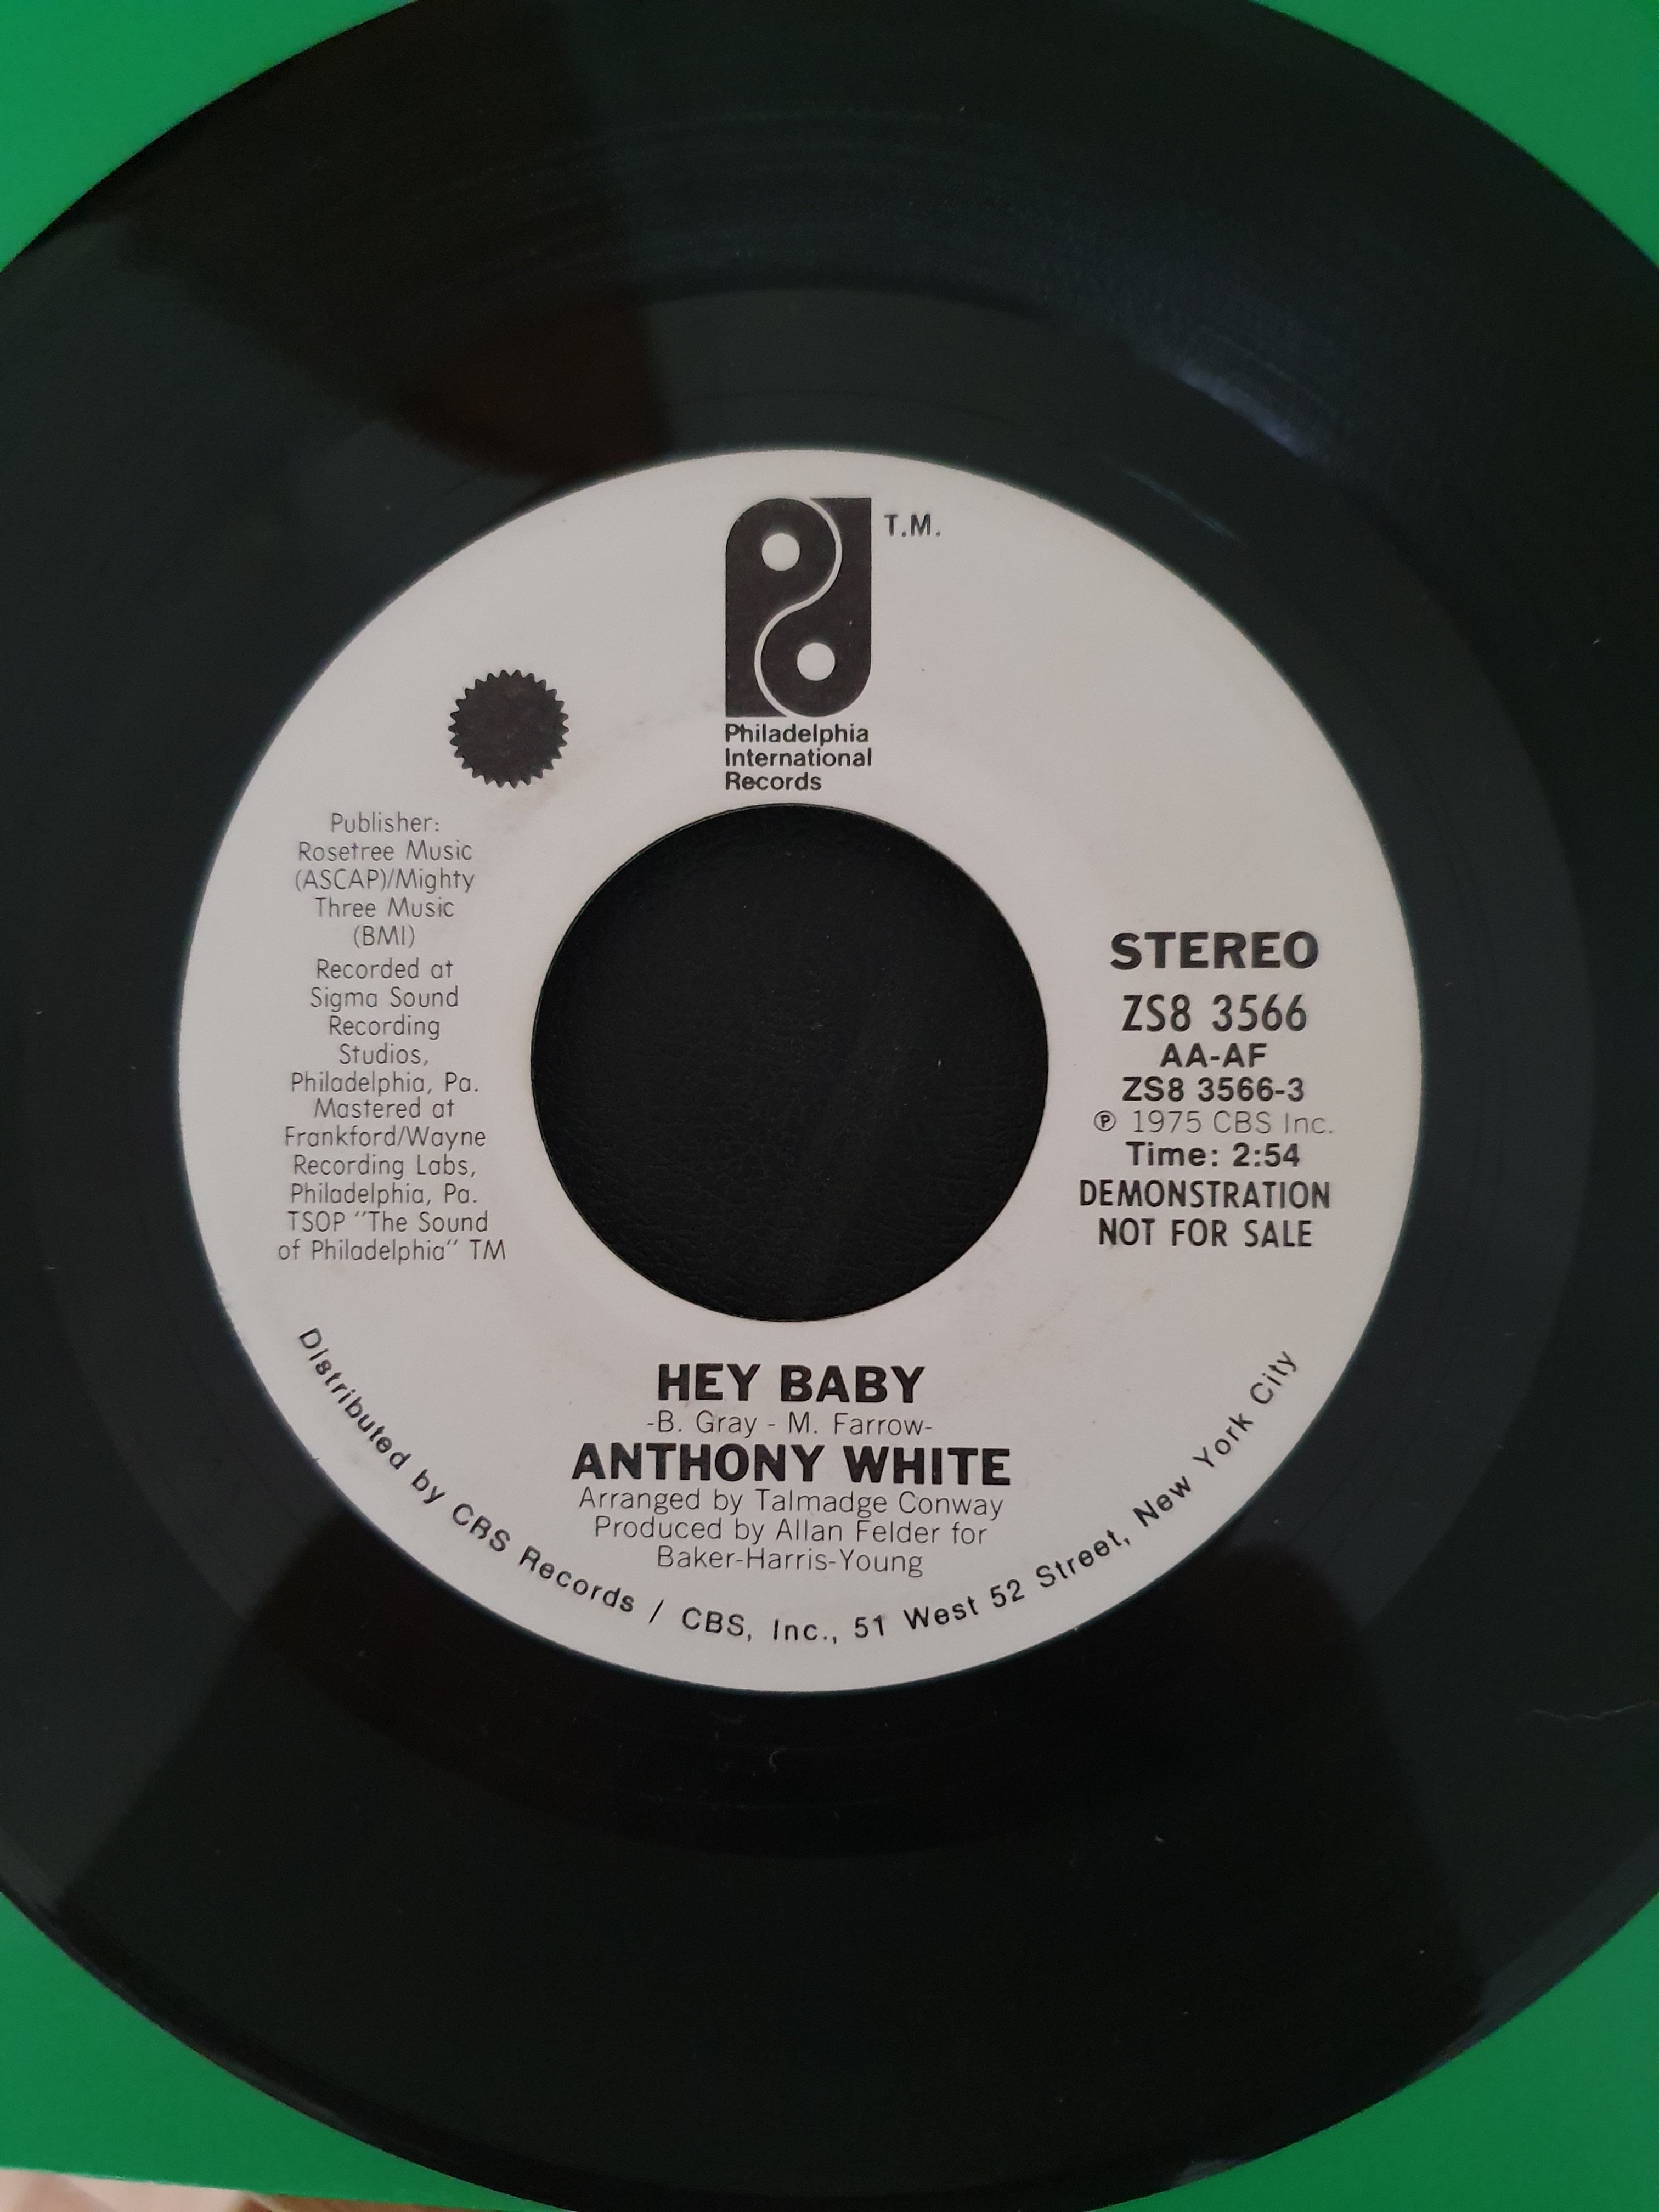 T.M.
Philadelphia
International
Records
Publisher:
Rosetree Music
(ASCAP)/Mighty
Three Music
(BMI)
Recorded at
Sigma Sound
Recording
Studios,
Philadelphia, Pa.
Mastered at
Frankford/Wayne
Recording Labs,
Philadelphia, Pa.
TSOP "The Sound
of Philadelphia" TM
STEREO
ZS8 3566
AA-AF
ZS8 3566-3
℗ 1975 CBS Inc.
Time: 2:54
DEMONSTRATION
NOT FOR SALE
HEY BABY
-B. Gray - M. Farrow-
ANTHONY WHITE
Arranged by Talmadge Conway
Produced by Allan Felder for
Baker-Harris-Young
Distributed by CBS Records / CBS, Inc., 51 West 52 Street, New York City